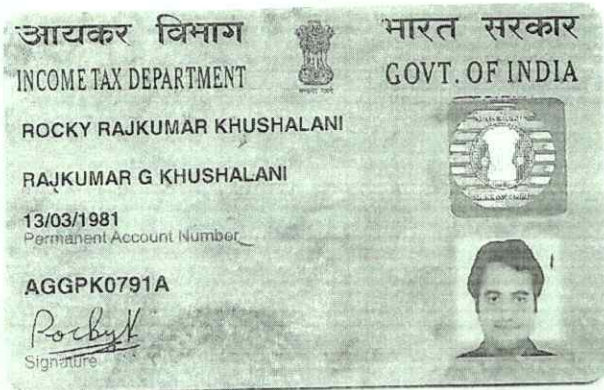 आयकर विभाग
भारत सरकार
INCOME TAX DEPARTMENT
GOVT. OF INDIA
ROCKY RAJKUMAR KHUSHALANI
RAJKUMAR G KHUSHALANI
13/03/1981
Permanent Account Number
AGGPK0791A
RockyK
Signature